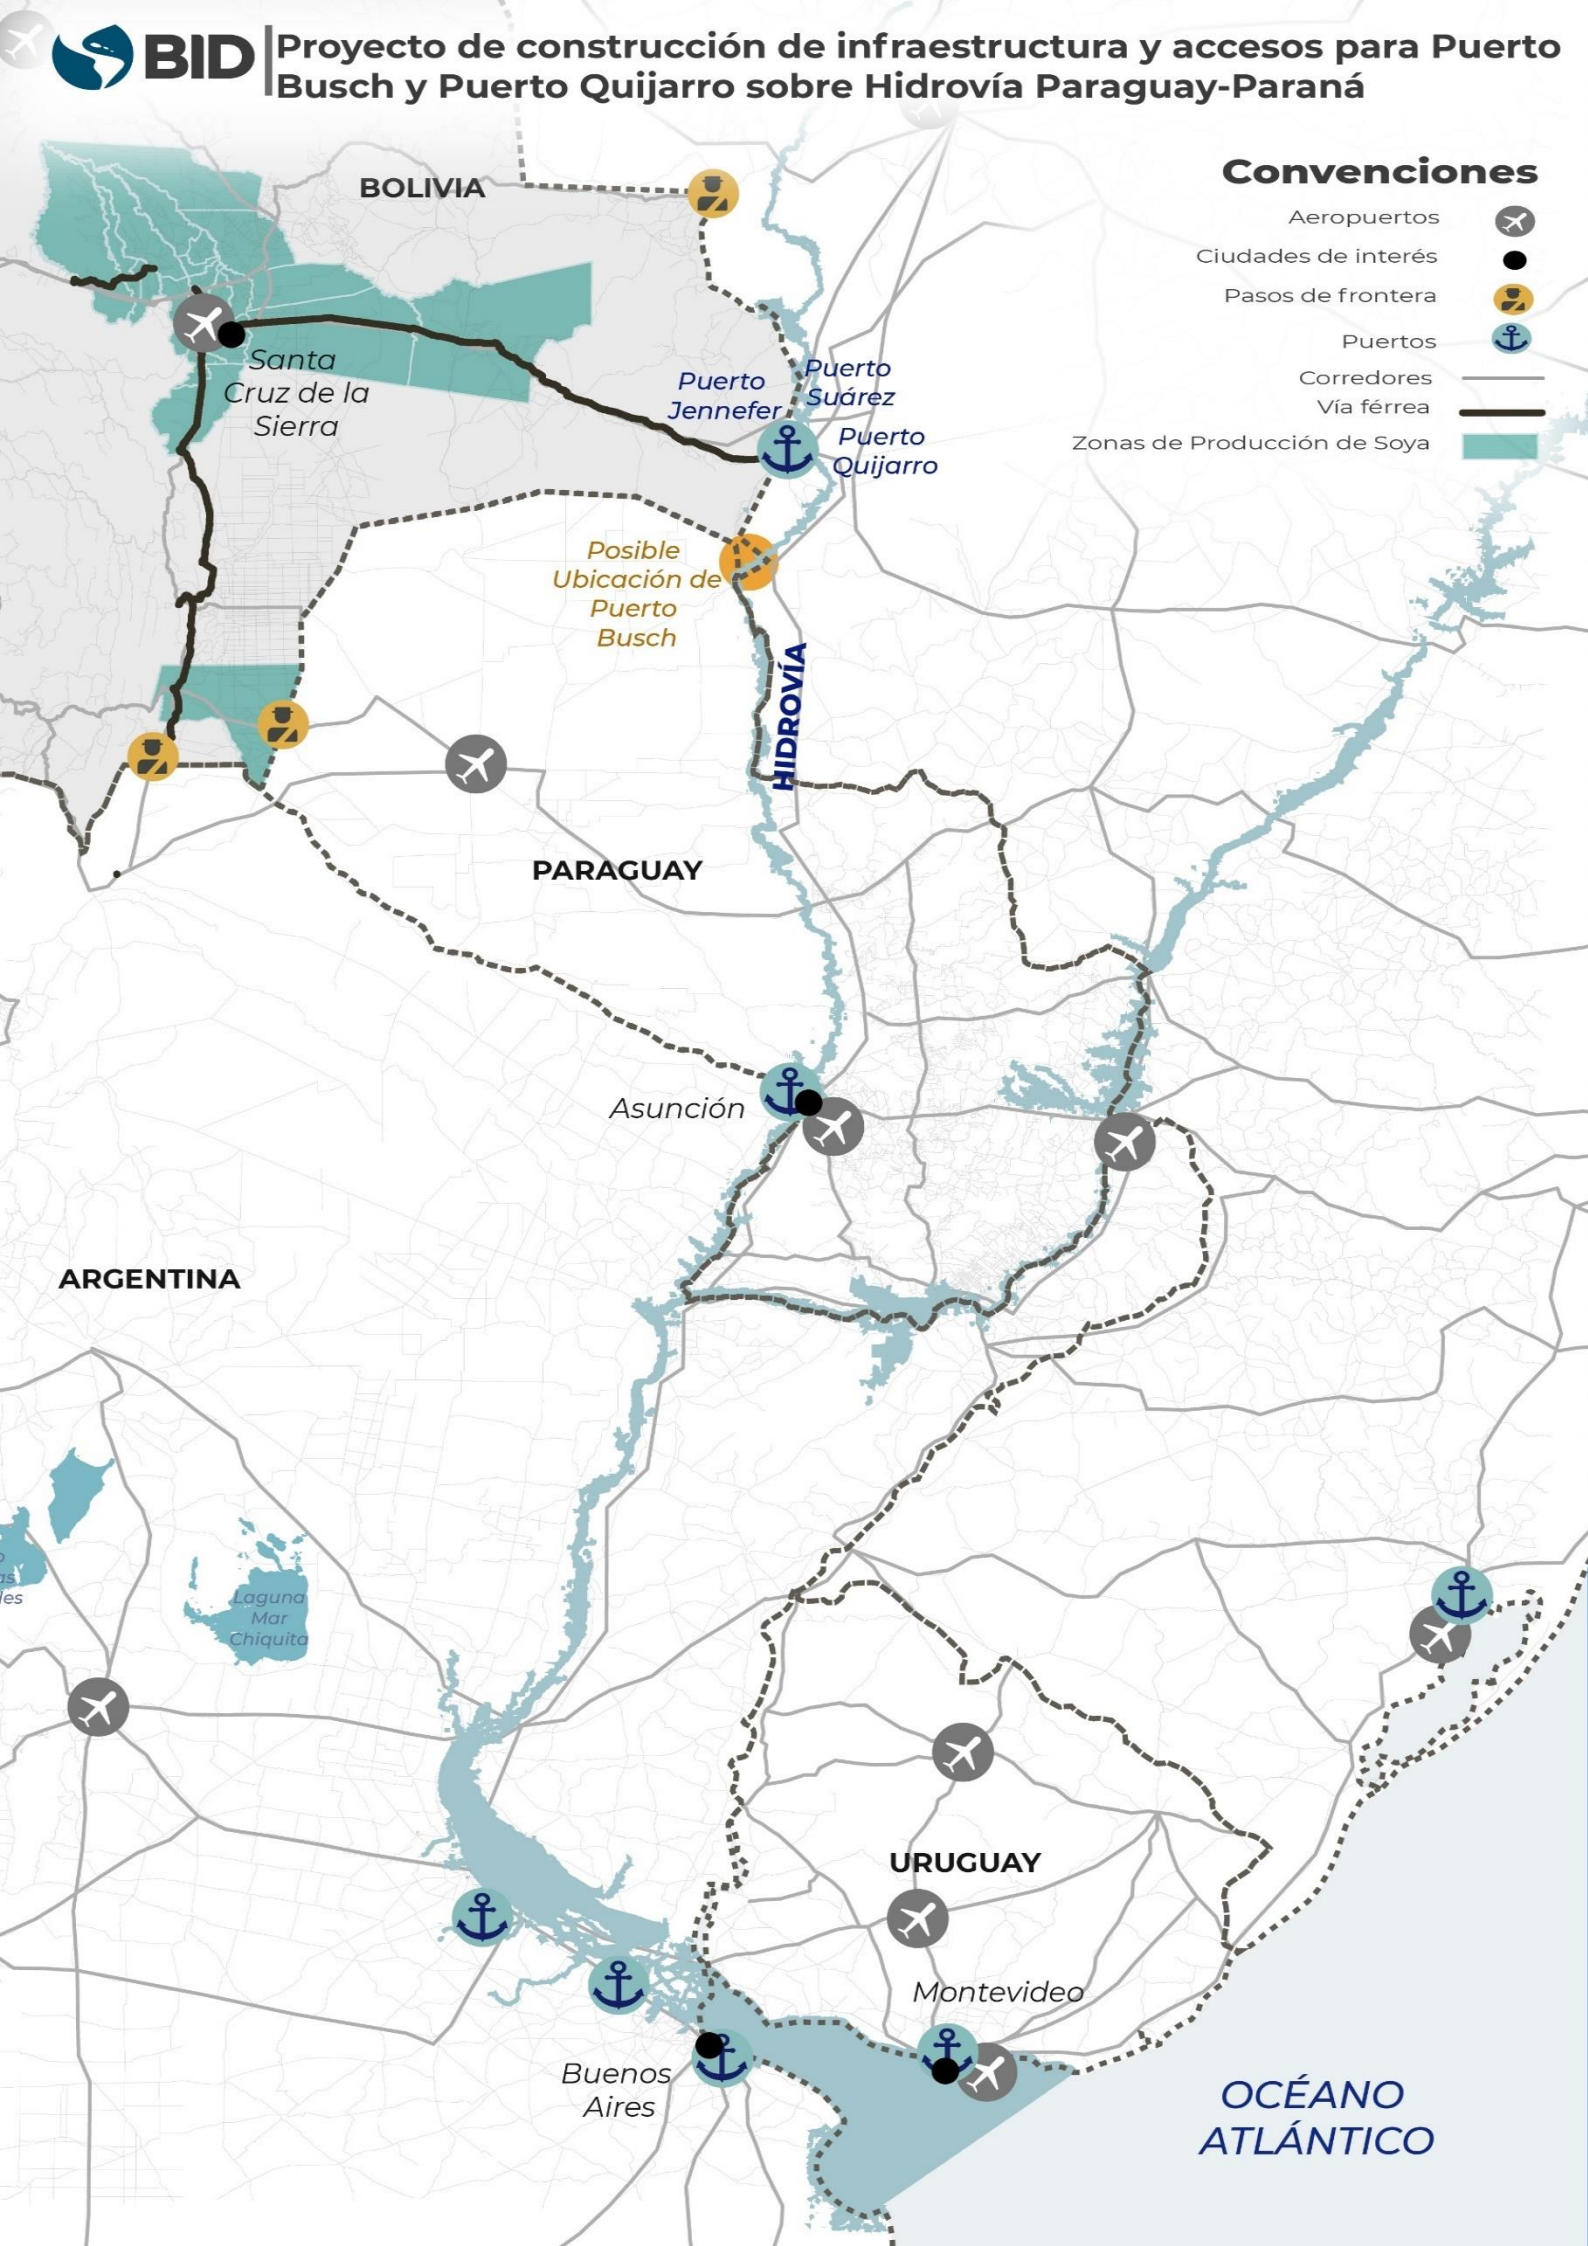 BID
Proyecto de construcción de infraestructura y accesos para Puerto
Busch y Puerto Quijarro sobre Hidrovía Paraguay-Paraná
Convenciones
Aeropuertos
Ciudades de interés
Pasos de frontera
Puertos
Corredores
Vía férrea
Zonas de Producción de Soya
BOLIVIA
Santa
Cruz de la
Sierra
Puerto
Jennefer
Puerto
Suárez
Puerto
Quijarro
Posible
Ubicación de
Puerto
Busch
HIDROVÍA
PARAGUAY
Asunción
ARGENTINA
Laguna
Mar
Chiquita
URUGUAY
Montevideo
Buenos
Aires
OCÉANO
ATLÁNTICO